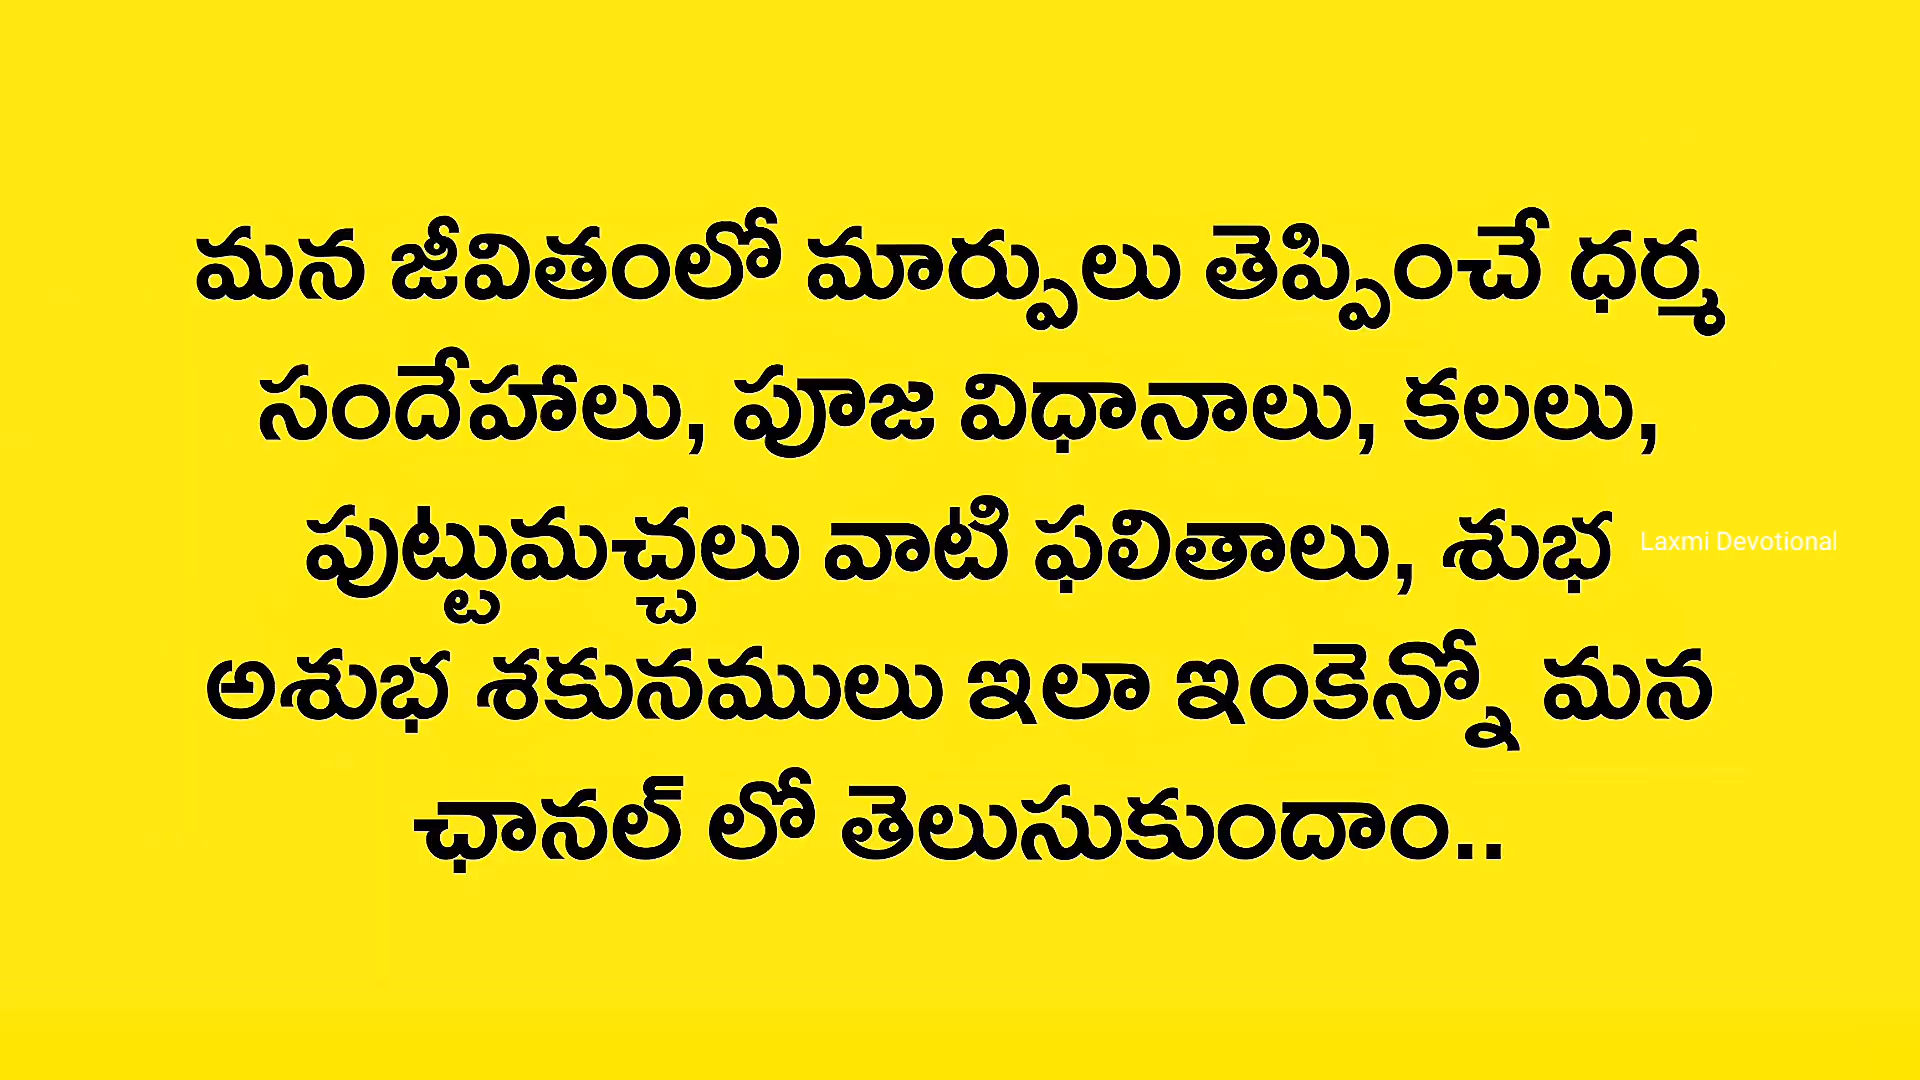 మన జీవితంలో మార్పులు తెప్పించే ధర్మ
సందేహాలు, పూజ విధానాలు, కలలు,
పుట్టుమచ్చలు వాటి ఫలితాలు, శుభ
Laxmi Devotional
అశుభ శకునములు ఇలా ఇంకెన్నో మన
ఛానల్ లో తెలుసుకుందాం..